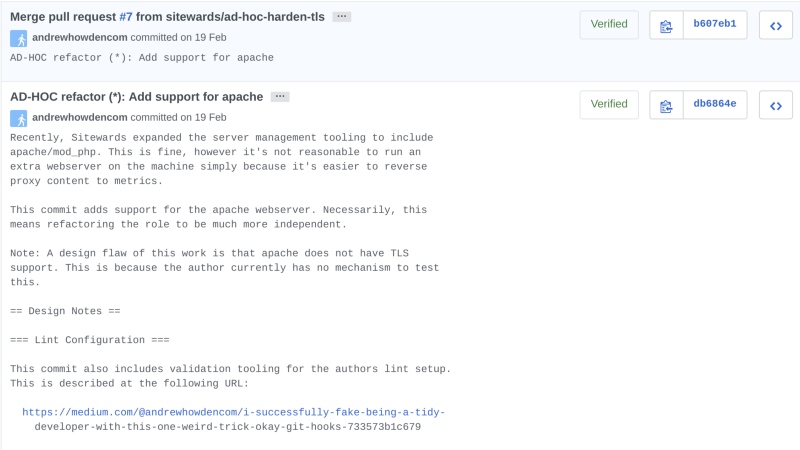 Merge pull request #7 from sitewards/ad-hoc-harden-tls ···
Verified
b607eb1
<>
andrewhowdencom committed on 19 Feb
AD-HOC refactor (*): Add support for apache
AD-HOC refactor (*): Add support for apache ···
Verified
db6864e
<>
andrewhowdencom committed on 19 Feb
Recently, Sitewards expanded the server management tooling to include
apache/mod_php. This is fine, however it's not reasonable to run an
extra webserver on the machine simply because it's easier to reverse
proxy content to metrics.
This commit adds support for the apache webserver. Necessarily, this
means refactoring the role to be much more independent.
Note: A design flaw of this work is that apache does not have TLS
support. This is because the author currently has no mechanism to test
this.
== Design Notes ==
=== Lint Configuration ===
This commit also includes validation tooling for the authors lint setup.
This is described at the following URL:
https://medium.com/@andrewhowdencom/i-successfully-fake-being-a-tidy-
developer-with-this-one-weird-trick-okay-git-hooks-733573b1c679